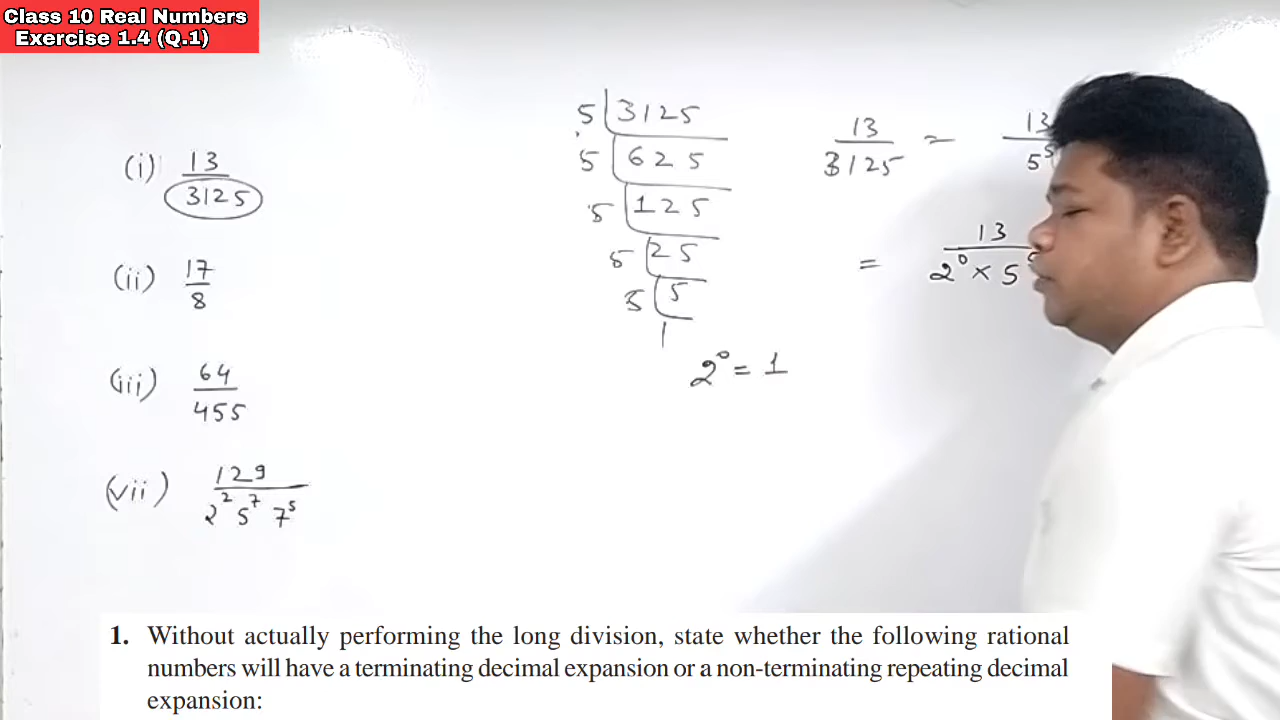 Class 10 Real Numbers
Exercise 1.4 (Q.1)
(i) 13/3125
(ii) 17/8
(iii) 64/455
(vii) 129/2² 5⁷ 7⁵
5 | 3125
5 | 625
5 | 125
5 | 25
5 | 5
1
2⁰ = 1
13/3125 = 13/5⁵
= 13/2⁰ × 5
1. Without actually performing the long division, state whether the following rational
numbers will have a terminating decimal expansion or a non-terminating repeating decimal
expansion: